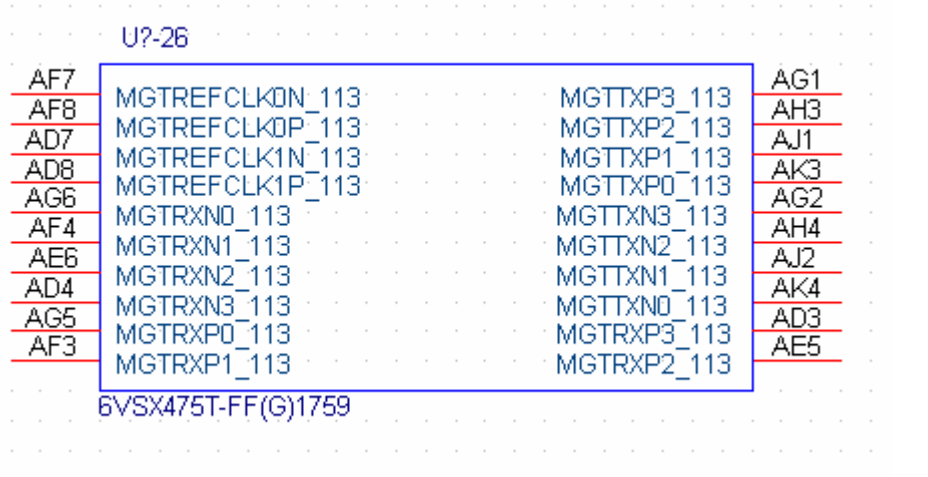 U?-26
AF7 MGTREFCLK0N_113 MGTTXP3_113 AG1
AF8 MGTREFCLK0P_113 MGTTXP2_113 AH3
AD7 MGTREFCLK1N_113 MGTTXP1_113 AJ1
AD8 MGTREFCLK1P_113 MGTTXP0_113 AK3
AG6 MGTRXN0_113 MGTTXN3_113 AG2
AF4 MGTRXN1_113 MGTTXN2_113 AH4
AE6 MGTRXN2_113 MGTTXN1_113 AJ2
AD4 MGTRXN3_113 MGTTXN0_113 AK4
AG5 MGTRXP0_113 MGTRXP3_113 AD3
AF3 MGTRXP1_113 MGTRXP2_113 AE5
6VSX475T-FF(G)1759